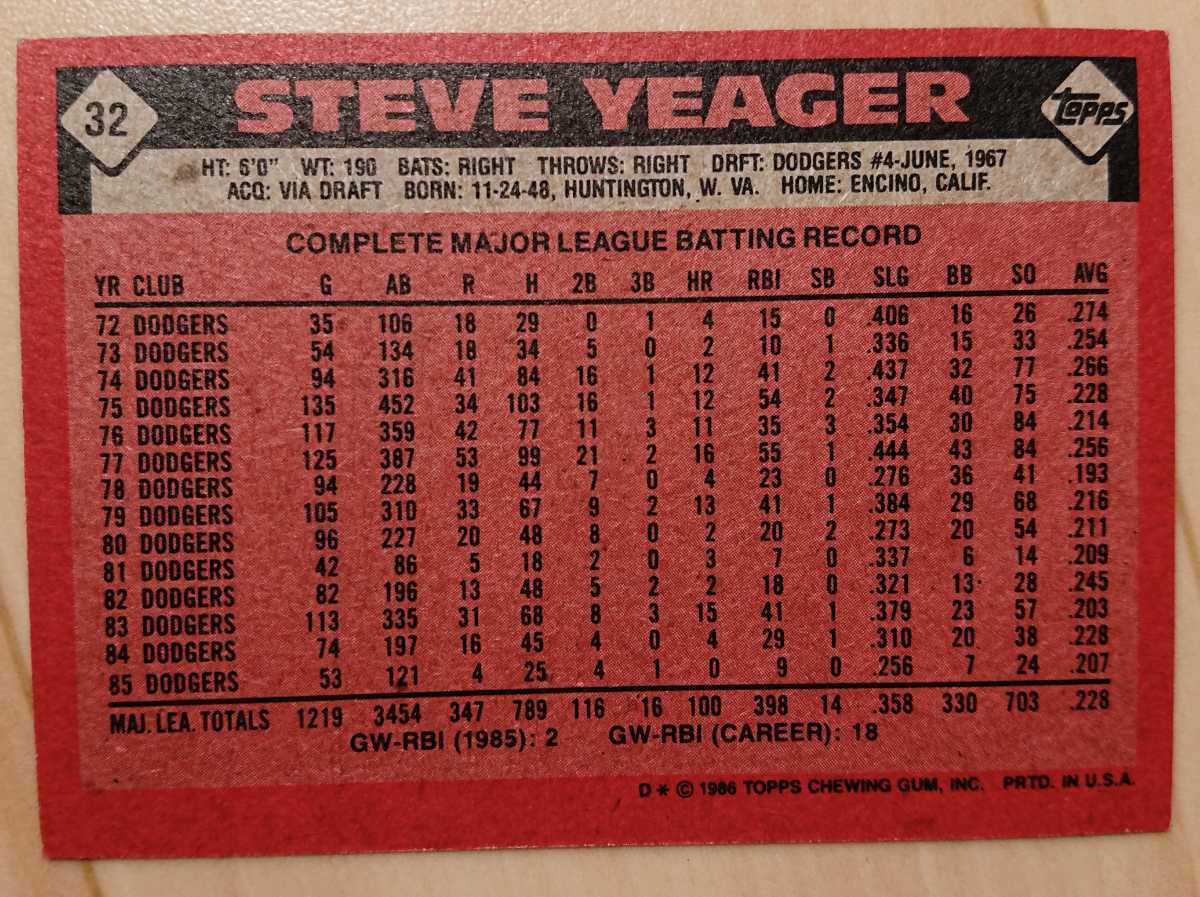 32
STEVE YEAGER
Topps
HT: 6'0" WT: 190 BATS: RIGHT THROWS: RIGHT DRFT: DODGERS #4-JUNE, 1967
ACQ: VIA DRAFT BORN: 11-24-48, HUNTINGTON, W. VA. HOME: ENCINO, CALIF.
COMPLETE MAJOR LEAGUE BATTING RECORD
YR CLUB G AB R H 2B 3B HR RBI SB SLG BB SO AVG
72 DODGERS 35 106 18 29 0 1 4 15 0 .406 16 26 .274
73 DODGERS 54 134 18 34 5 0 2 10 1 .336 15 33 .254
74 DODGERS 94 316 41 84 16 1 12 41 2 .437 32 77 .266
75 DODGERS 135 452 34 103 16 1 12 54 2 .347 40 75 .228
76 DODGERS 117 359 42 77 11 3 11 35 3 .354 30 84 .214
77 DODGERS 125 387 53 99 21 2 16 55 1 .444 43 84 .256
78 DODGERS 94 228 19 44 7 0 4 23 0 .276 36 41 .193
79 DODGERS 105 310 33 67 9 2 13 41 1 .384 29 68 .216
80 DODGERS 96 227 20 48 8 0 2 20 2 .273 20 54 .211
81 DODGERS 42 86 5 18 2 0 3 7 0 .337 6 14 .209
82 DODGERS 82 196 13 48 5 2 2 18 0 .321 13 28 .245
83 DODGERS 113 335 31 68 8 3 15 41 1 .379 23 57 .203
84 DODGERS 74 197 16 45 4 0 4 29 1 .310 20 38 .228
85 DODGERS 53 121 4 25 4 1 0 9 0 .256 7 24 .207
MAJ. LEA. TOTALS 1219 3454 347 789 116 16 100 398 14 .358 330 703 .228
GW-RBI (1985): 2 GW-RBI (CAREER): 18
D * © 1986 TOPPS CHEWING GUM, INC. PRTD. IN U.S.A.